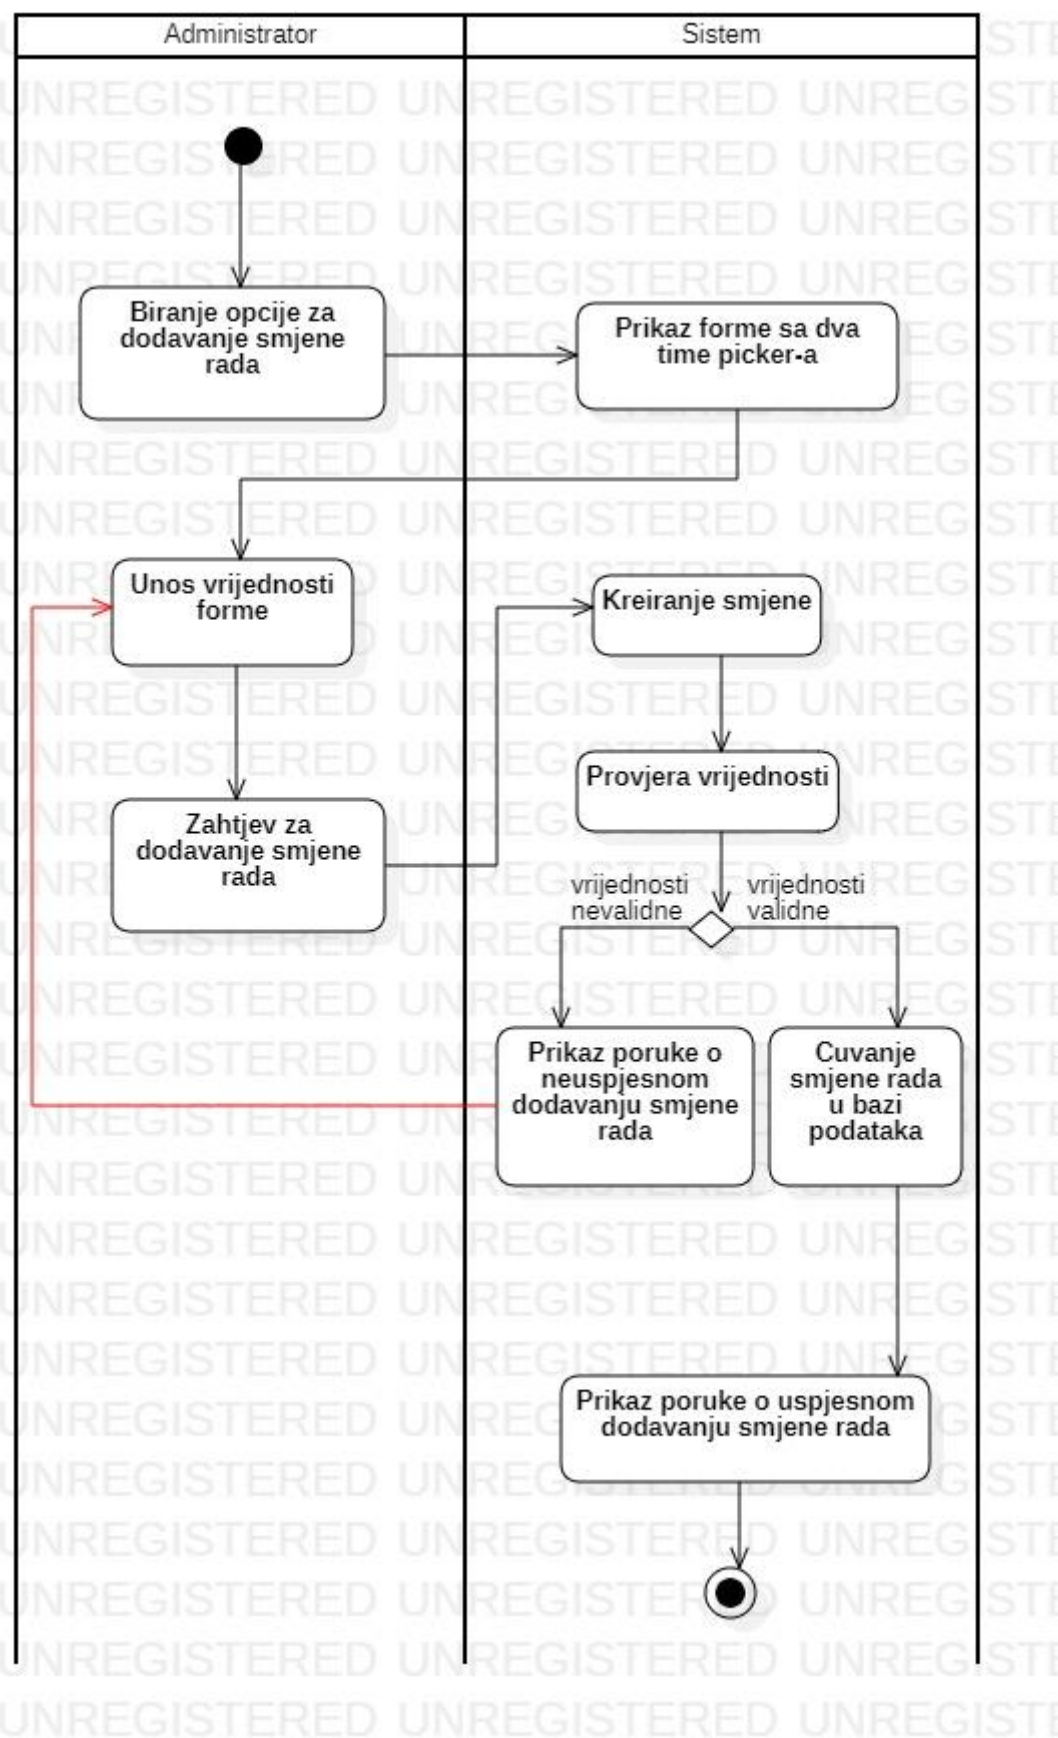 Administrator
Sistem
Biranje opcije za
dodavanje smjene
rada
Prikaz forme sa dva
time picker-a
Unos vrijednosti
forme
Kreiranje smjene
Zahtjev za
dodavanje smjene
rada
Provjera vrijednosti
vrijednosti
nevalidne
vrijednosti
validne
Prikaz poruke o
neuspjesnom
dodavanju smjene
rada
Cuvanje
smjene rada
u bazi
podataka
Prikaz poruke o uspjesnom
dodavanju smjene rada
UNREGISTERED